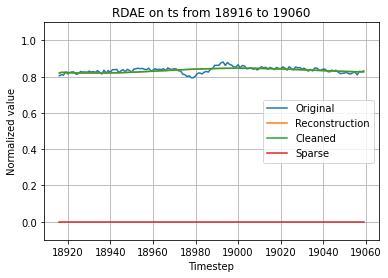 RDAE on ts from 18916 to 19060
1.0
0.8
0.6
0.4
0.2
0.0
Normalized value
Original
Reconstruction
Cleaned
Sparse
18920 18940 18960 18980 19000 19020 19040 19060
Timestep